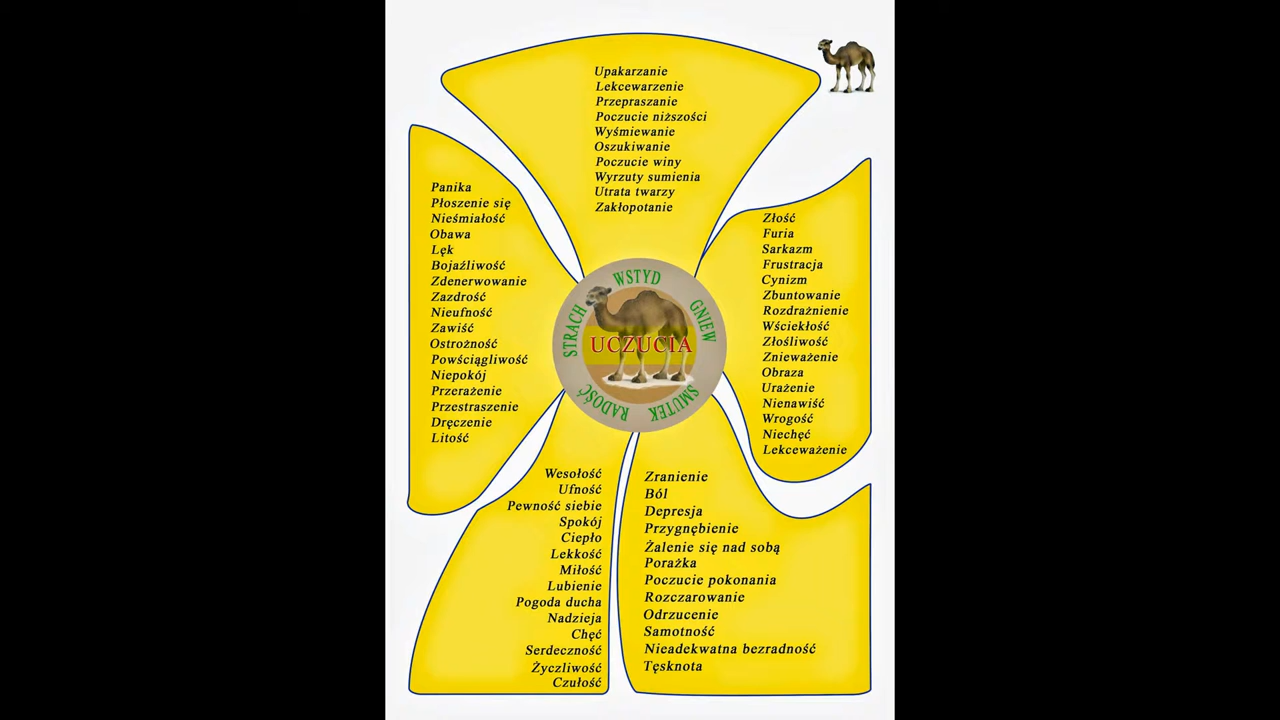 Upakarzanie
Lekcewarzenie
Przepraszanie
Poczucie niższości
Wyśmiewanie
Oszukiwanie
Poczucie winy
Wyrzuty sumienia
Utrata twarzy
Zakłopotanie
Panika
Płoszenie się
Nieśmiałość
Obawa
Lęk
Bojaźliwość
Zdenerwowanie
Zazdrość
Nieufność
Zawiść
Ostrożność
Powściągliwość
Niepokój
Przerażenie
Przestraszenie
Dręczenie
Litość
Złość
Furia
Sarkazm
Frustracja
Cynizm
Zbuntowanie
Rozdrażnienie
Wściekłość
Złośliwość
Znieważenie
Obraza
Urażenie
Nienawiść
Wrogość
Niechęć
Lekceważenie
STRACH
WSTYD
GNIEW
UCZUCIA
SMUTEK
RADOŚĆ
Wesołość
Ufność
Pewność siebie
Spokój
Ciepło
Lekkość
Miłość
Lubienie
Pogoda ducha
Nadzieja
Chęć
Serdeczność
Życzliwość
Czułość
Zranienie
Ból
Depresja
Przygnębienie
Żalenie się nad sobą
Porażka
Poczucie pokonania
Rozczarowanie
Odrzucenie
Samotność
Nieadekwatna bezradność
Tęsknota